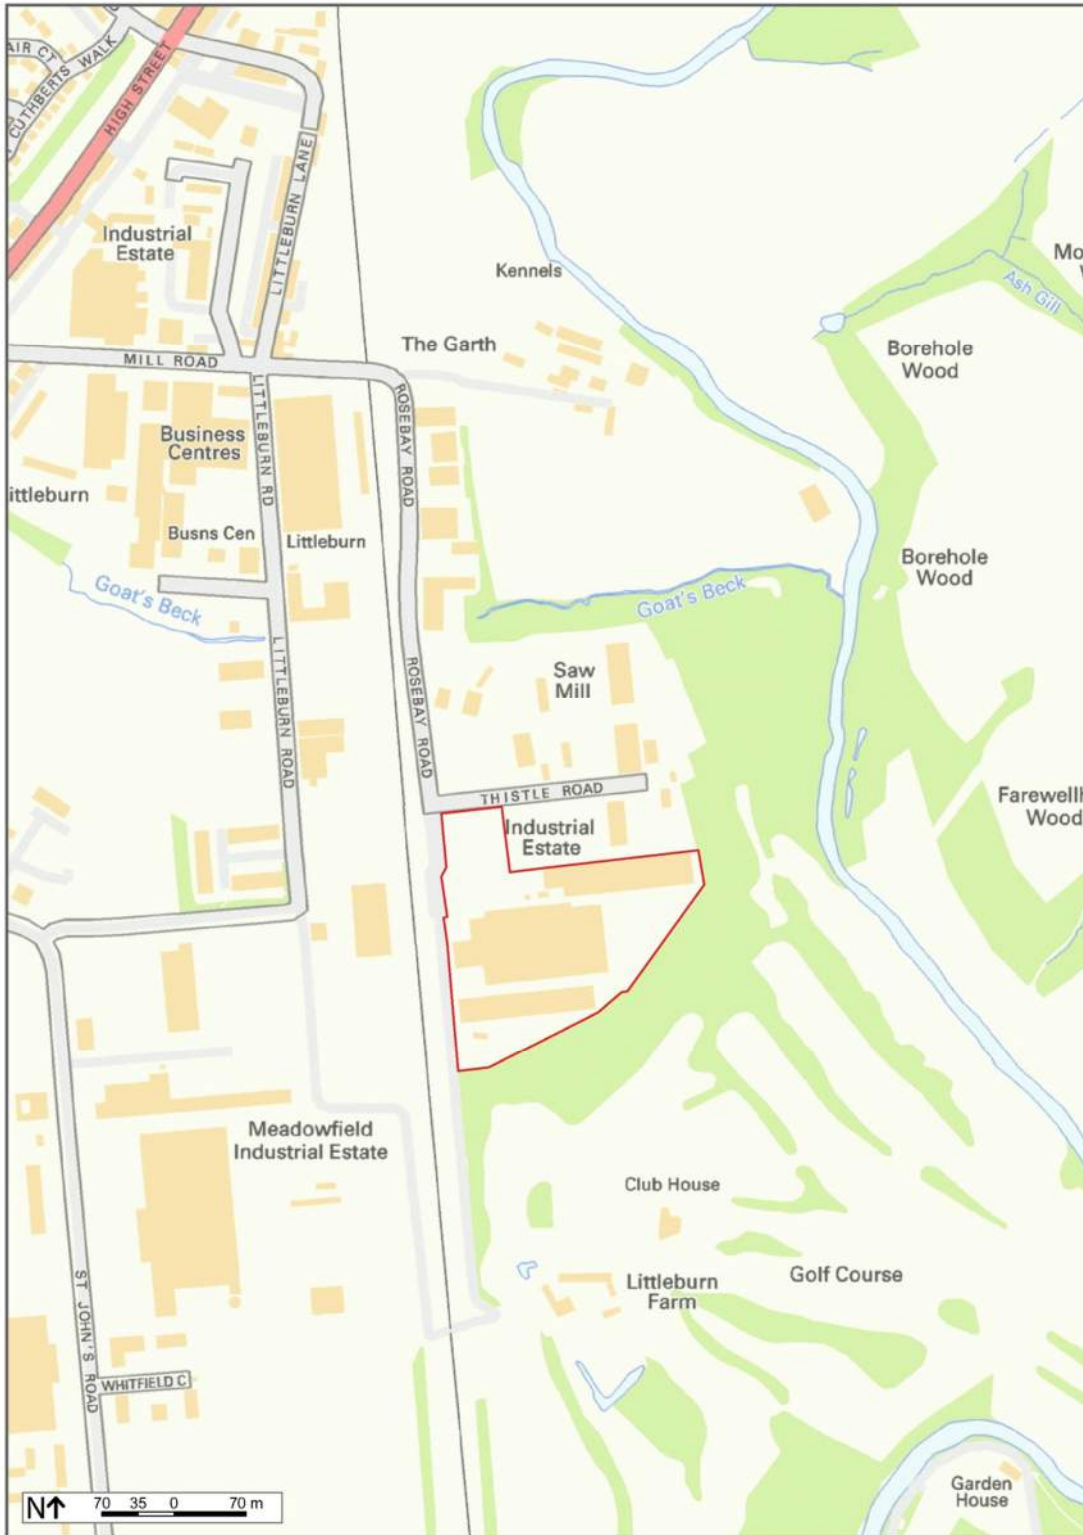 AIR CT
CUTHBERTS WALK
HIGH STREET
LITTLEBURN LANE
Industrial
Estate
Kennels
Ash Gill
The Garth
Borehole
Wood
MILL ROAD
LITTLEBURN RD
ROSEBAY ROAD
Business
Centres
ittleburn
Busns Cen
Littleburn
Borehole
Wood
Goat's Beck
Goat's Beck
LITTLEBURN ROAD
ROSEBAY ROAD
Saw
Mill
THISTLE ROAD
Industrial
Estate
Wood
Meadowfield
Industrial Estate
Club House
Golf Course
Littleburn
Farm
ST JOHN'S ROAD
WHITFIELD C
Garden
House
N 70 35 0 70 m